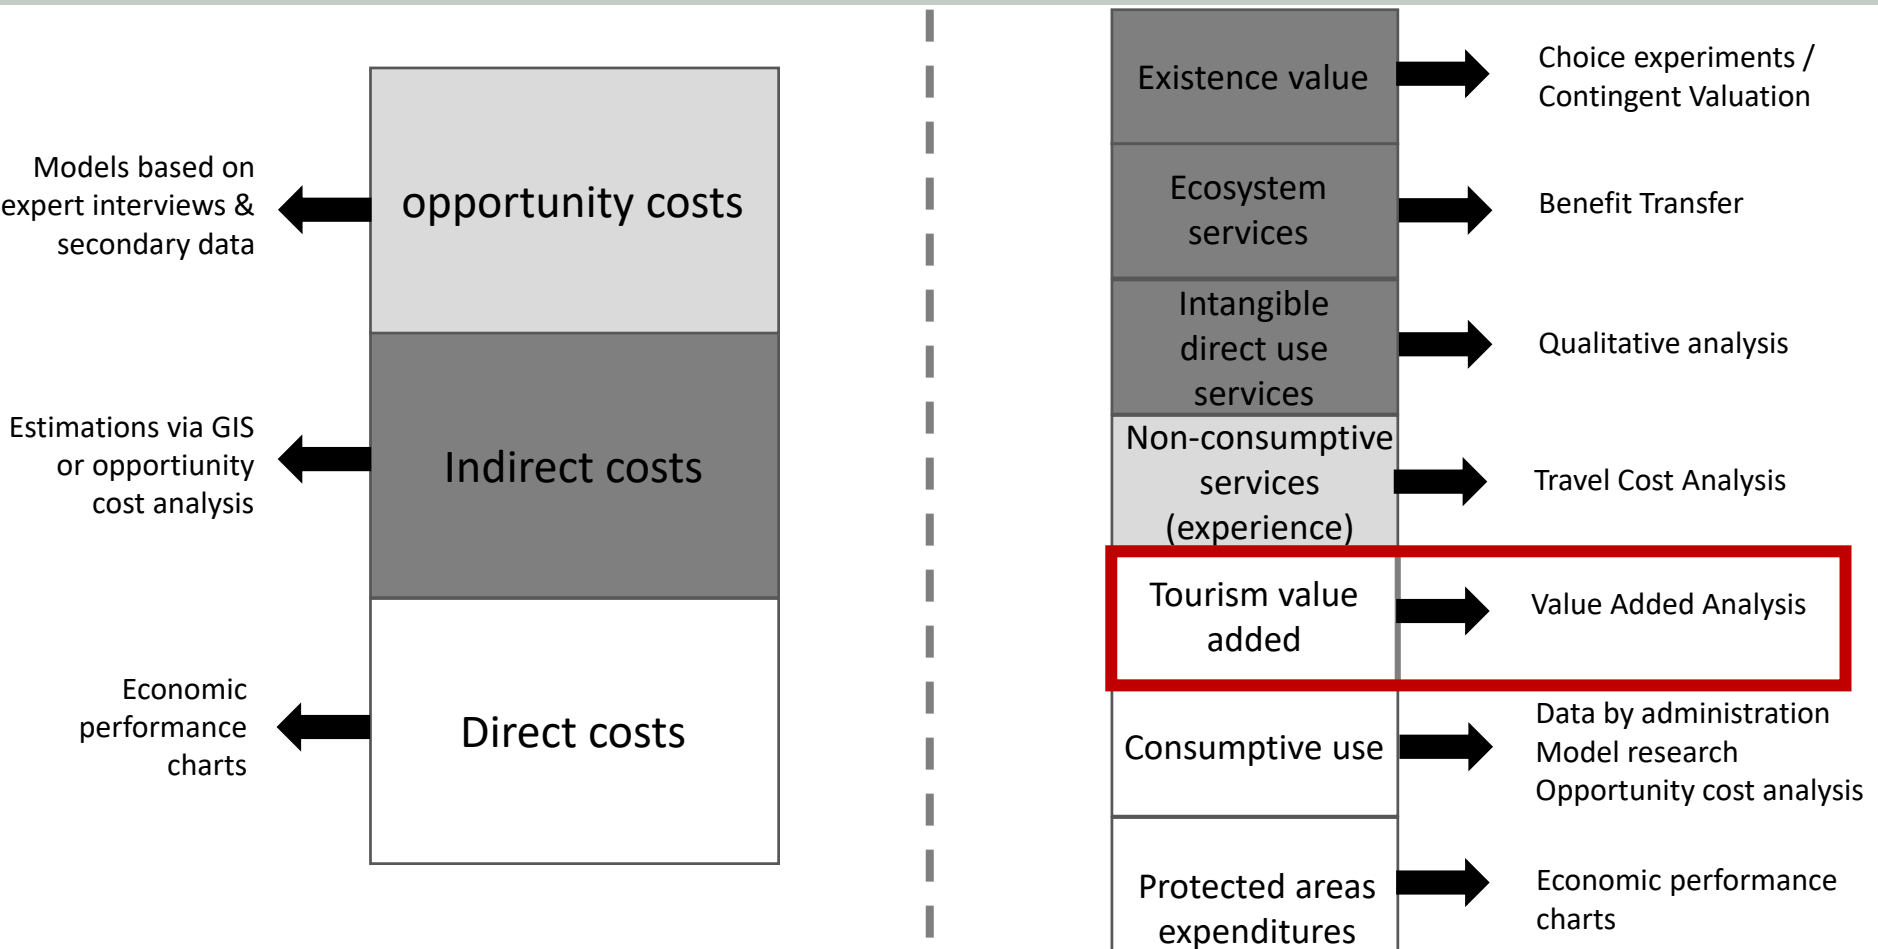 Models based on
expert interviews &
secondary data
opportunity costs
Estimations via GIS
or opportiunity
cost analysis
Indirect costs
Economic
performance
charts
Direct costs
Existence value
Choice experiments /
Contingent Valuation
Ecosystem
services
Benefit Transfer
Intangible
direct use
services
Qualitative analysis
Non-consumptive
services
(experience)
Travel Cost Analysis
Tourism value
added
Value Added Analysis
Consumptive use
Data by administration
Model research
Opportunity cost analysis
Protected areas
expenditures
Economic performance
charts